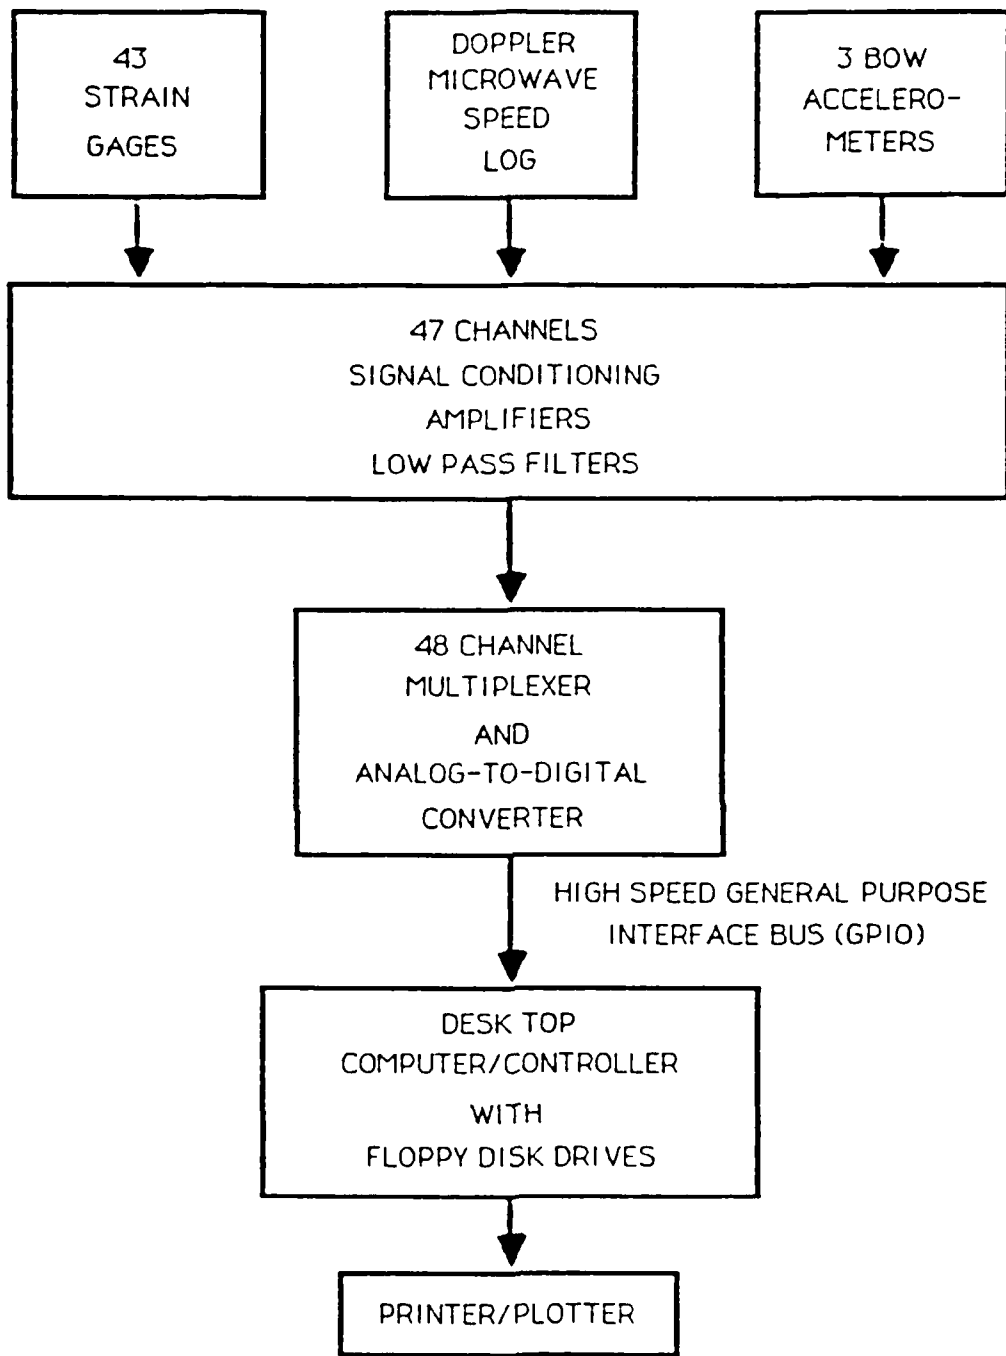 43
STRAIN
GAGES
DOPPLER
MICROWAVE
SPEED
LOG
3 BOW
ACCELERO-
METERS
47 CHANNELS
SIGNAL CONDITIONING
AMPLIFIERS
LOW PASS FILTERS
48 CHANNEL
MULTIPLEXER
AND
ANALOG-TO-DIGITAL
CONVERTER
HIGH SPEED GENERAL PURPOSE
INTERFACE BUS (GPIO)
DESK TOP
COMPUTER/CONTROLLER
WITH
FLOPPY DISK DRIVES
PRINTER/PLOTTER